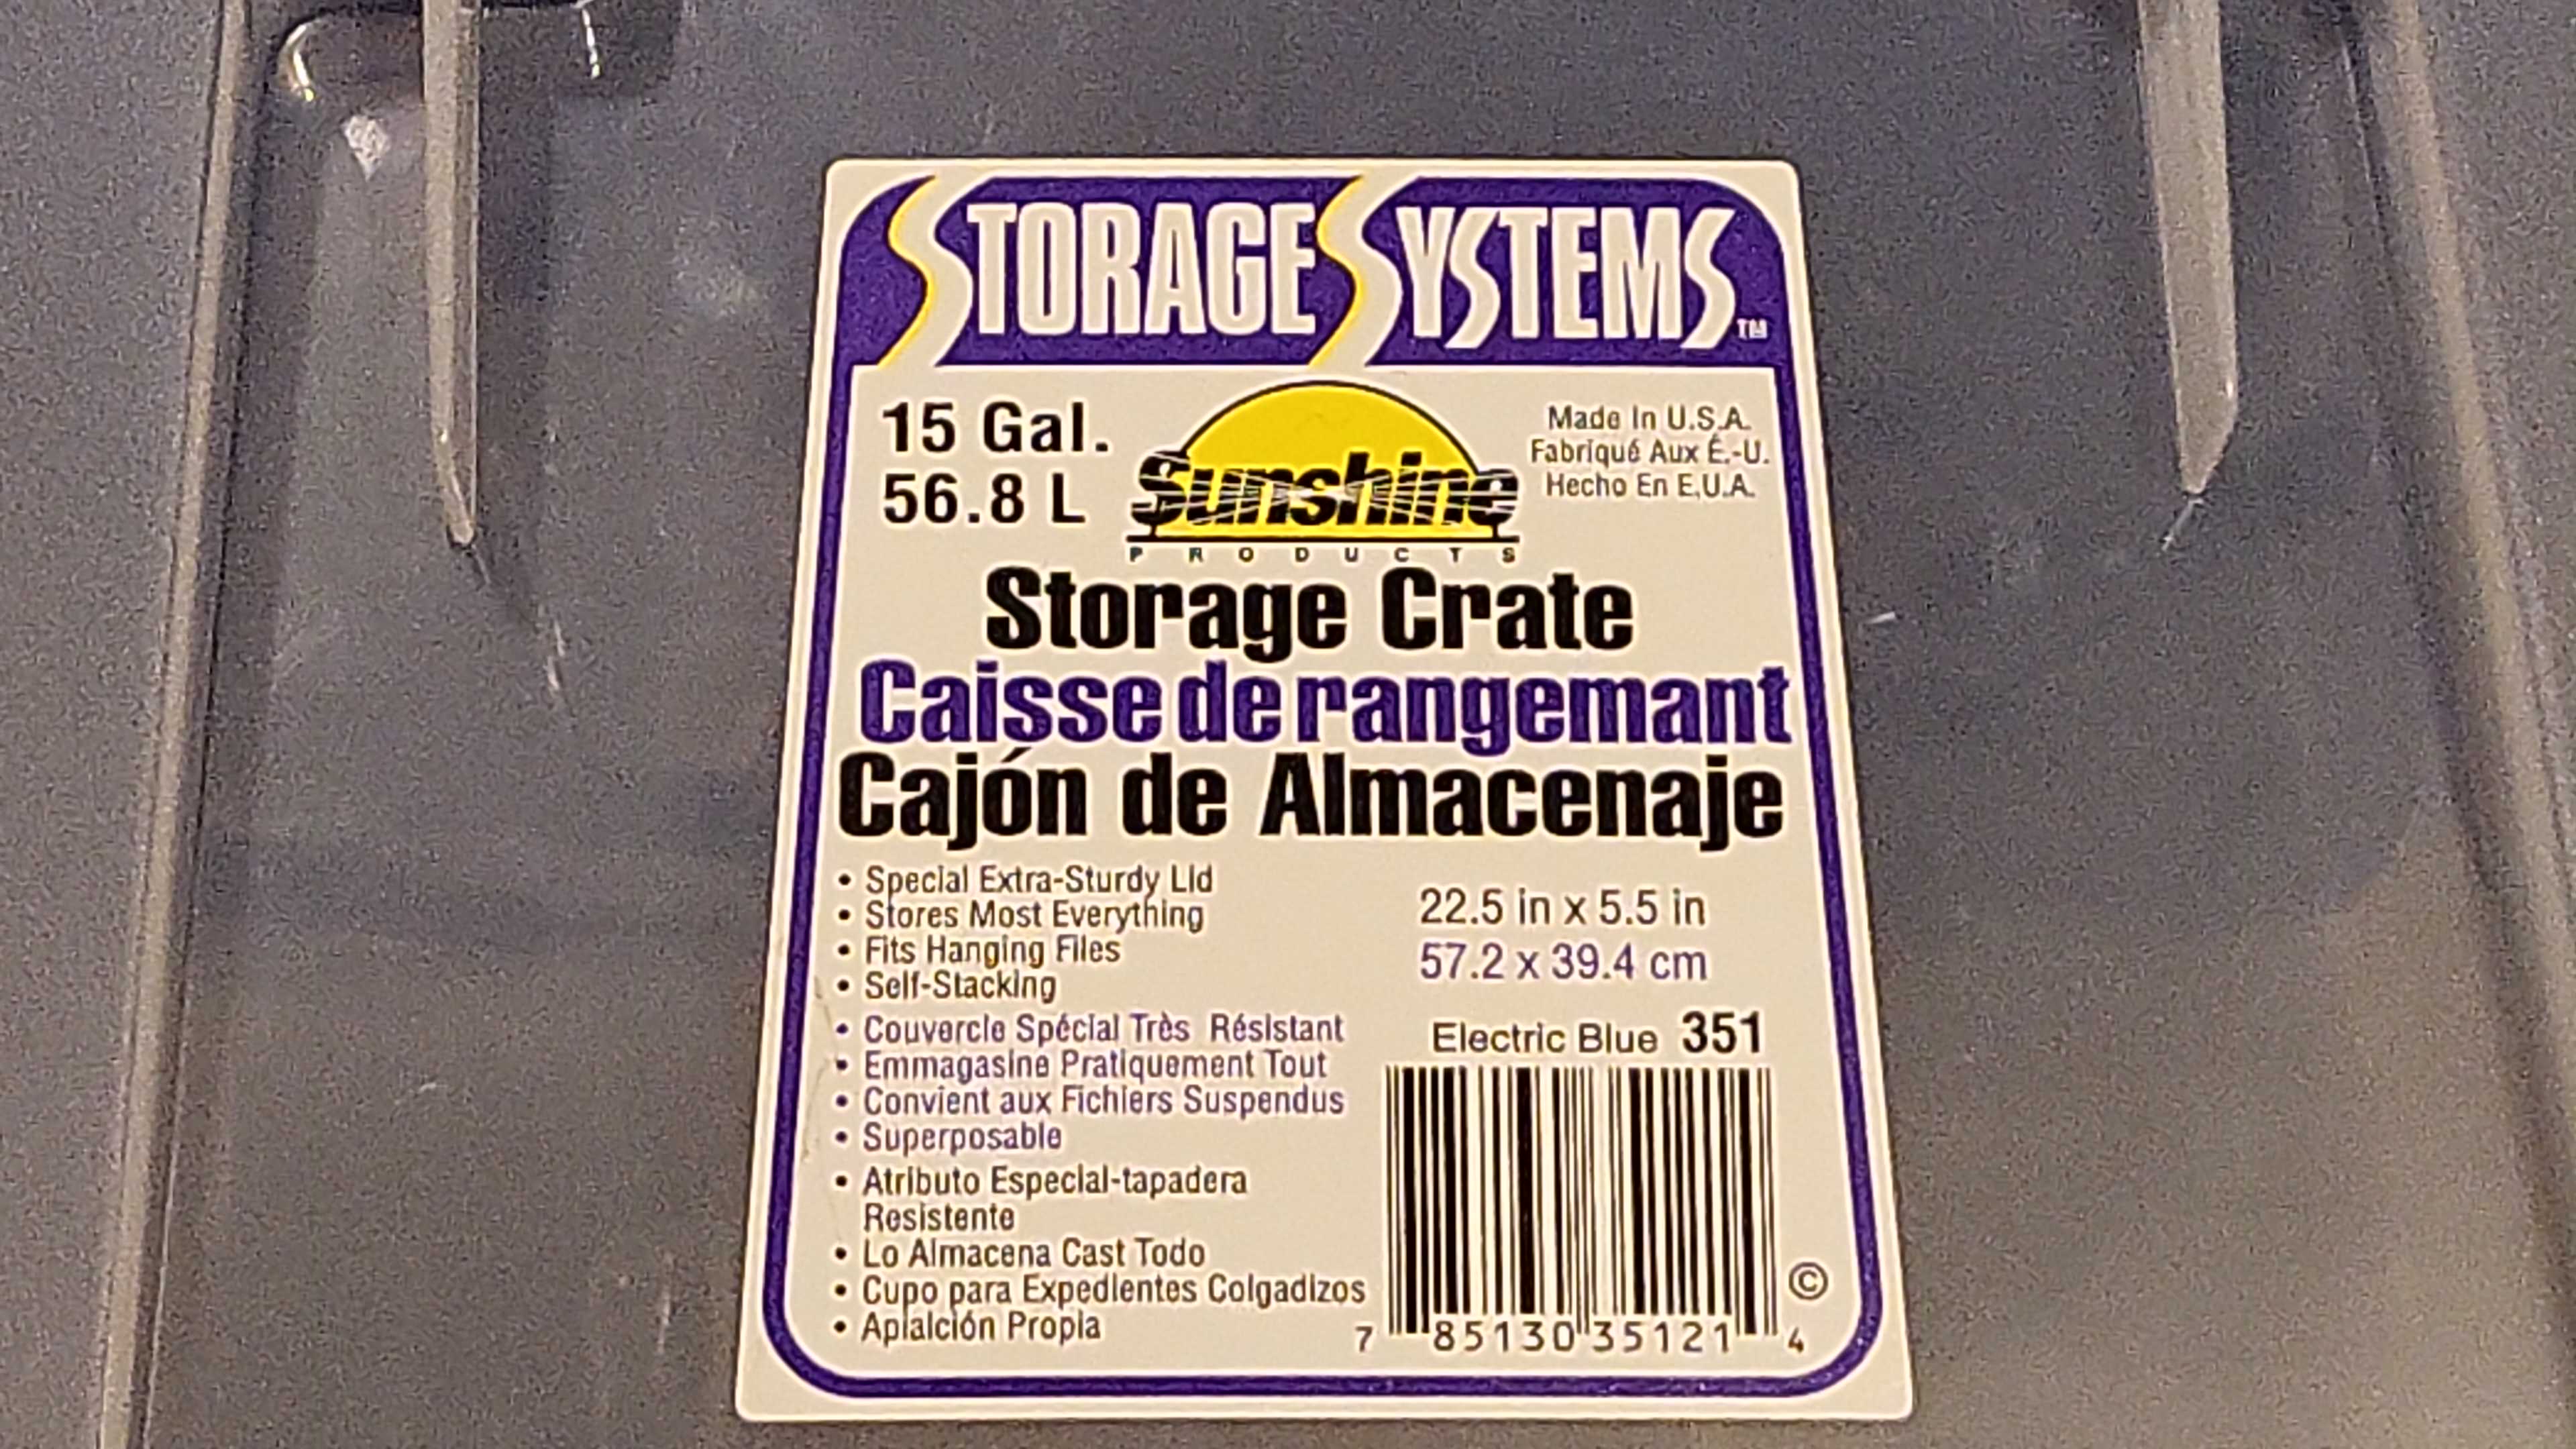 STORAGE SYSTEMS™
15 Gal.
56.8 L
Sunshine
PRODUCTS
Made In U.S.A.
Fabriqué Aux É.-U.
Hecho En E.U.A.
Storage Crate
Caisse de rangemant
Cajón de Almacenaje
• Special Extra-Sturdy Lid
• Stores Most Everything
• Fits Hanging Files
• Self-Stacking
• Couvercle Spécial Très Résistant
• Emmagasine Pratiquement Tout
• Convient aux Fichiers Suspendus
• Superposable
• Atributo Especial-tapadera
Resistente
• Lo Almacena Cast Todo
• Cupo para Expedientes Colgadizos
• Apialción Propia
22.5 in x 5.5 in
57.2 x 39.4 cm
Electric Blue 351
7 85130 35121 4
©